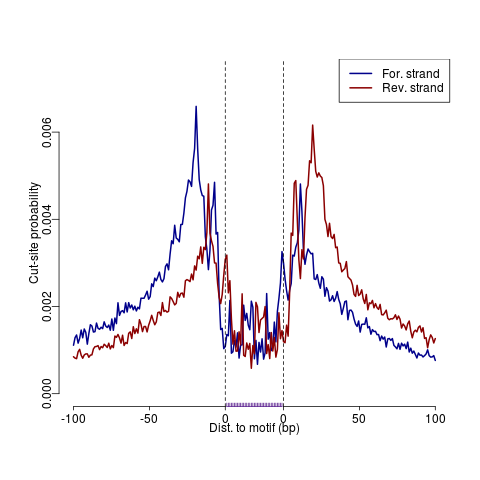 For. strand
Rev. strand
Cut-site probability
0.006
0.004
0.002
0.000
-100 -50 0 0 50 100
Dist. to motif (bp)